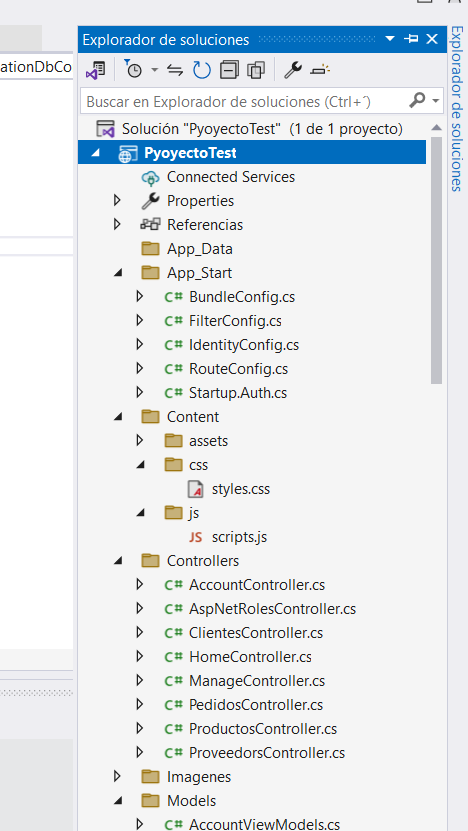 Explorador de soluciones
ationDbCo
Buscar en Explorador de soluciones (Ctrl+´)
Solución "PyoyectoTest" (1 de 1 proyecto)
PyoyectoTest
Connected Services
Properties
Referencias
App_Data
App_Start
C# BundleConfig.cs
C# FilterConfig.cs
C# IdentityConfig.cs
C# RouteConfig.cs
C# Startup.Auth.cs
Content
assets
css
styles.css
js
JS scripts.js
Controllers
C# AccountController.cs
C# AspNetRolesController.cs
C# ClientesController.cs
C# HomeController.cs
C# ManageController.cs
C# PedidosController.cs
C# ProductosController.cs
C# ProveedorsController.cs
Imagenes
Models
C# AccountViewModels.cs
Explorador de soluciones